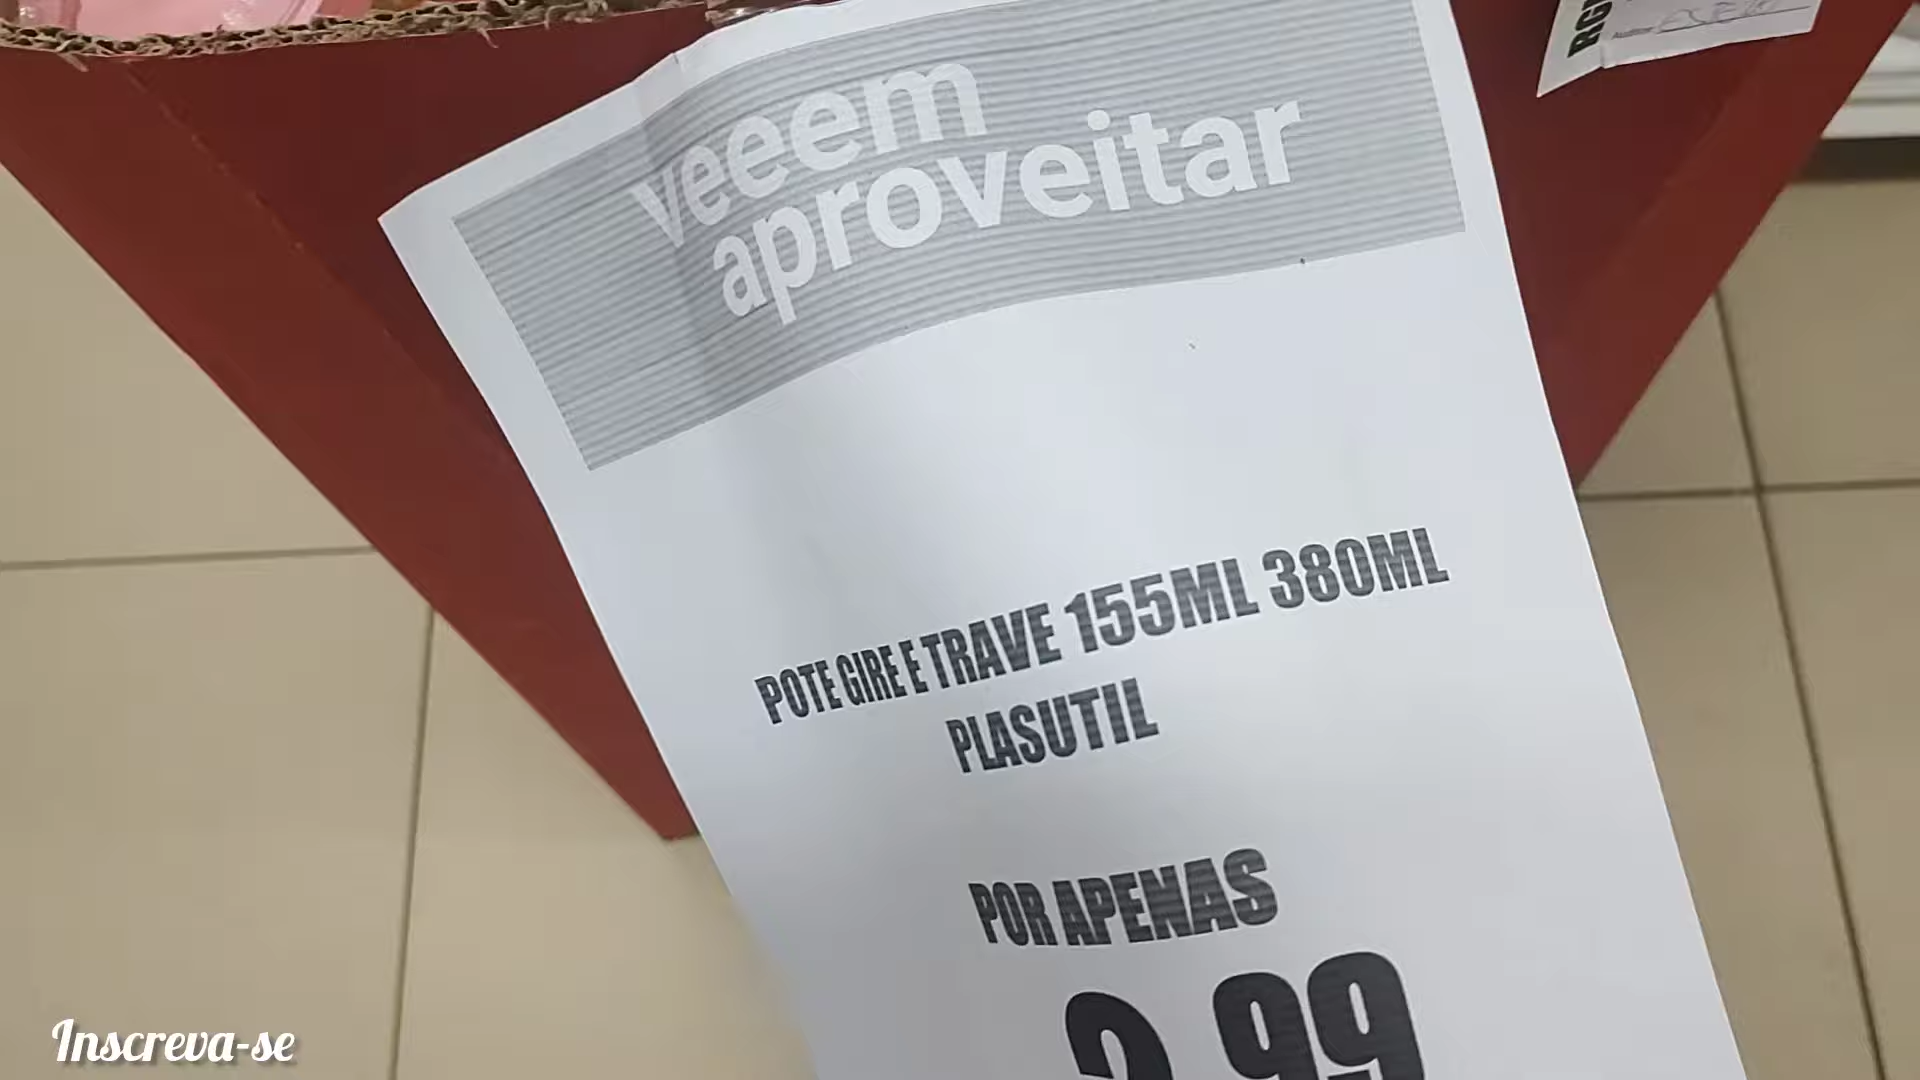 veeem
aproveitar
POTE GIRE E TRAVE 155ML 380ML
PLASUTIL
POR APENAS
Inscreva-se